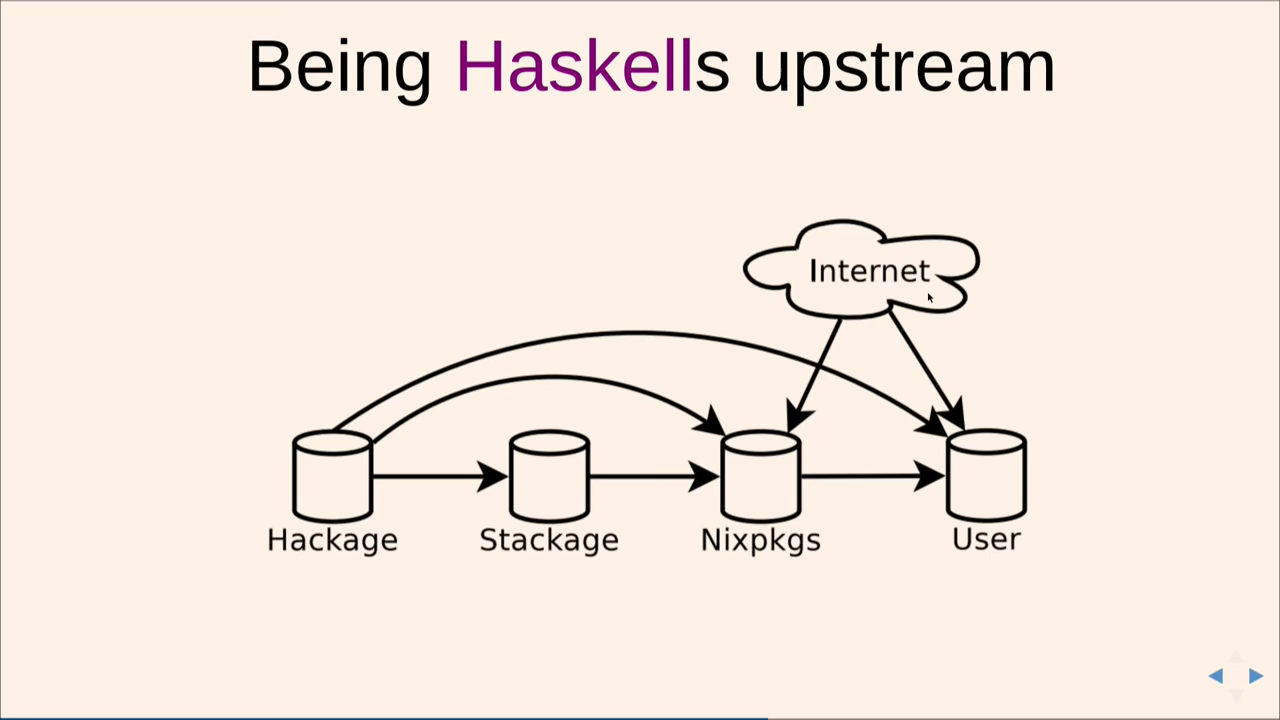 Being Haskells upstream
Internet
Hackage
Stackage
Nixpkgs
User